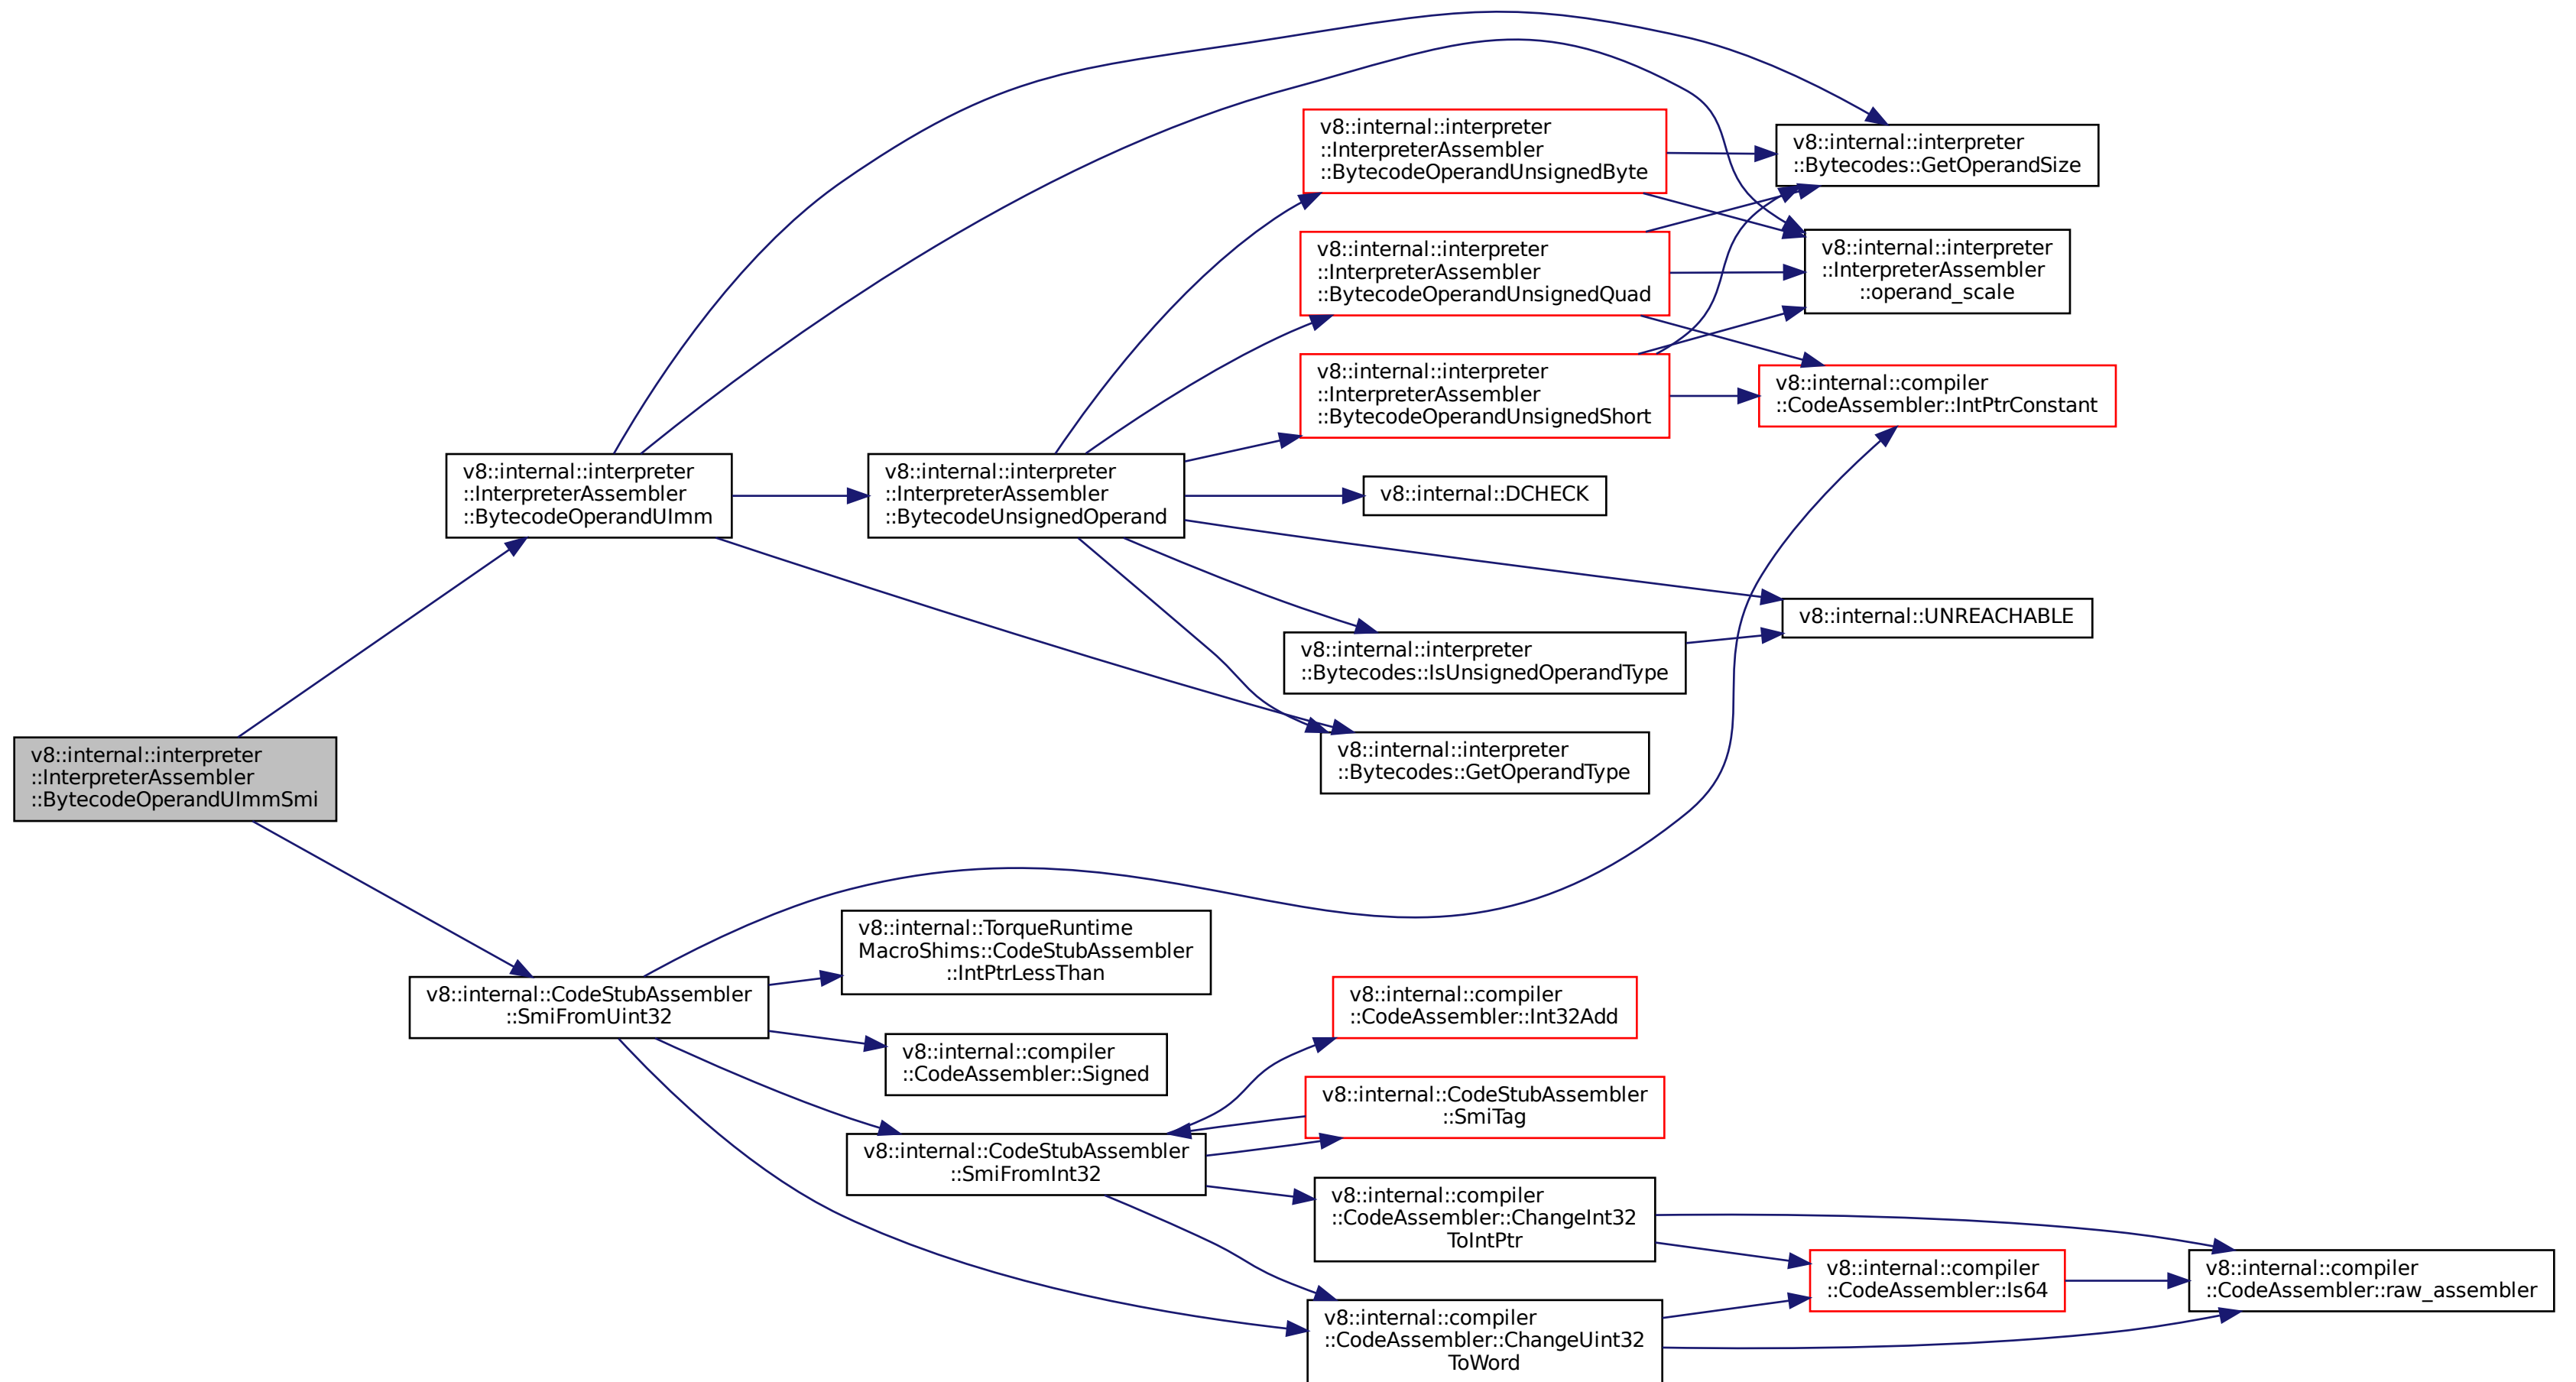 v8::internal::interpreter
::InterpreterAssembler
::BytecodeOperandUImmSmi
v8::internal::interpreter
::InterpreterAssembler
::BytecodeOperandUImm
v8::internal::interpreter
::InterpreterAssembler
::BytecodeUnsignedOperand
v8::internal::interpreter
::InterpreterAssembler
::BytecodeOperandUnsignedByte
v8::internal::interpreter
::InterpreterAssembler
::BytecodeOperandUnsignedQuad
v8::internal::interpreter
::InterpreterAssembler
::BytecodeOperandUnsignedShort
v8::internal::DCHECK
v8::internal::interpreter
::Bytecodes::IsUnsignedOperandType
v8::internal::interpreter
::Bytecodes::GetOperandType
v8::internal::interpreter
::Bytecodes::GetOperandSize
v8::internal::interpreter
::InterpreterAssembler
::operand_scale
v8::internal::compiler
::CodeAssembler::IntPtrConstant
v8::internal::UNREACHABLE
v8::internal::CodeStubAssembler
::SmiFromUint32
v8::internal::TorqueRuntime
MacroShims::CodeStubAssembler
::IntPtrLessThan
v8::internal::compiler
::CodeAssembler::Signed
v8::internal::CodeStubAssembler
::SmiFromInt32
v8::internal::compiler
::CodeAssembler::Int32Add
v8::internal::CodeStubAssembler
::SmiTag
v8::internal::compiler
::CodeAssembler::ChangeInt32
ToIntPtr
v8::internal::compiler
::CodeAssembler::ChangeUint32
ToWord
v8::internal::compiler
::CodeAssembler::Is64
v8::internal::compiler
::CodeAssembler::raw_assembler